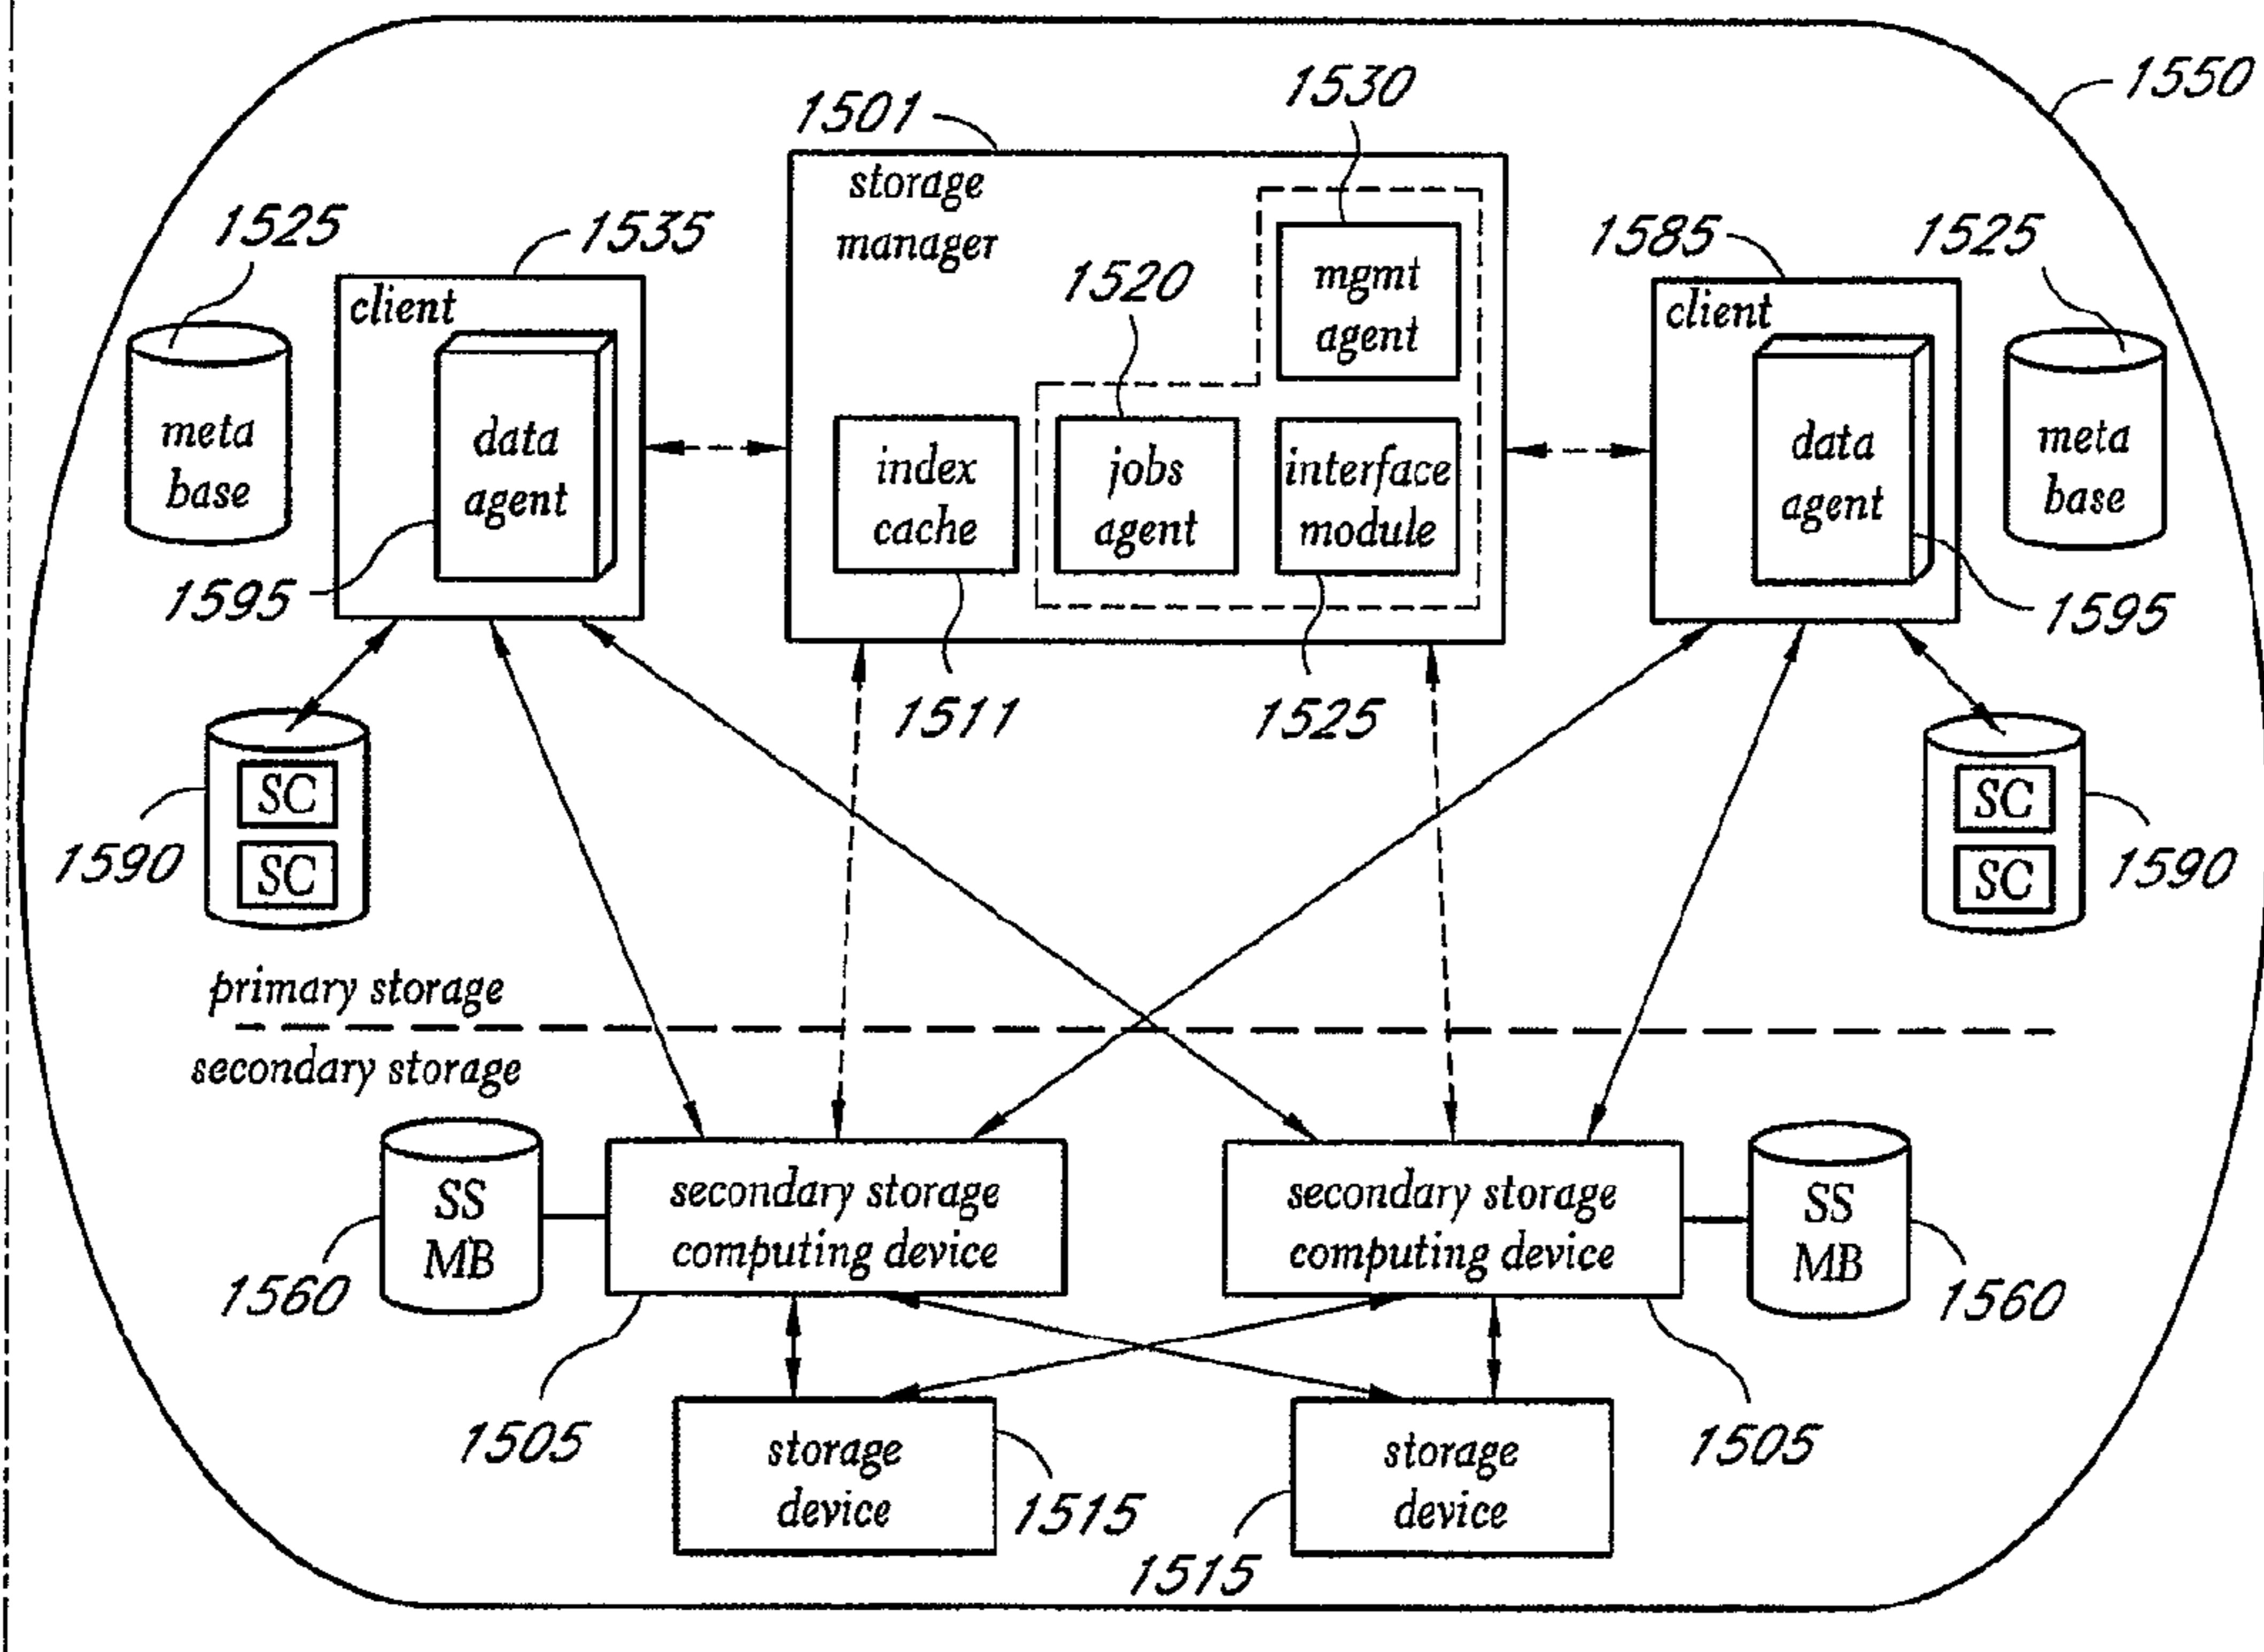 1550
1530
1501
storage
manager
1525
1535
1585
1525
1520
mgmt
agent
client
client
meta
base
data
agent
index
cache
jobs
agent
interface
module
data
agent
meta
base
1595
1595
1511
1525
SC
SC
1590
SC
SC
1590
primary storage
secondary storage
SS
MB
secondary storage
computing device
secondary storage
computing device
SS
MB
1560
1560
1505
1505
storage
device
1515
storage
device
1515